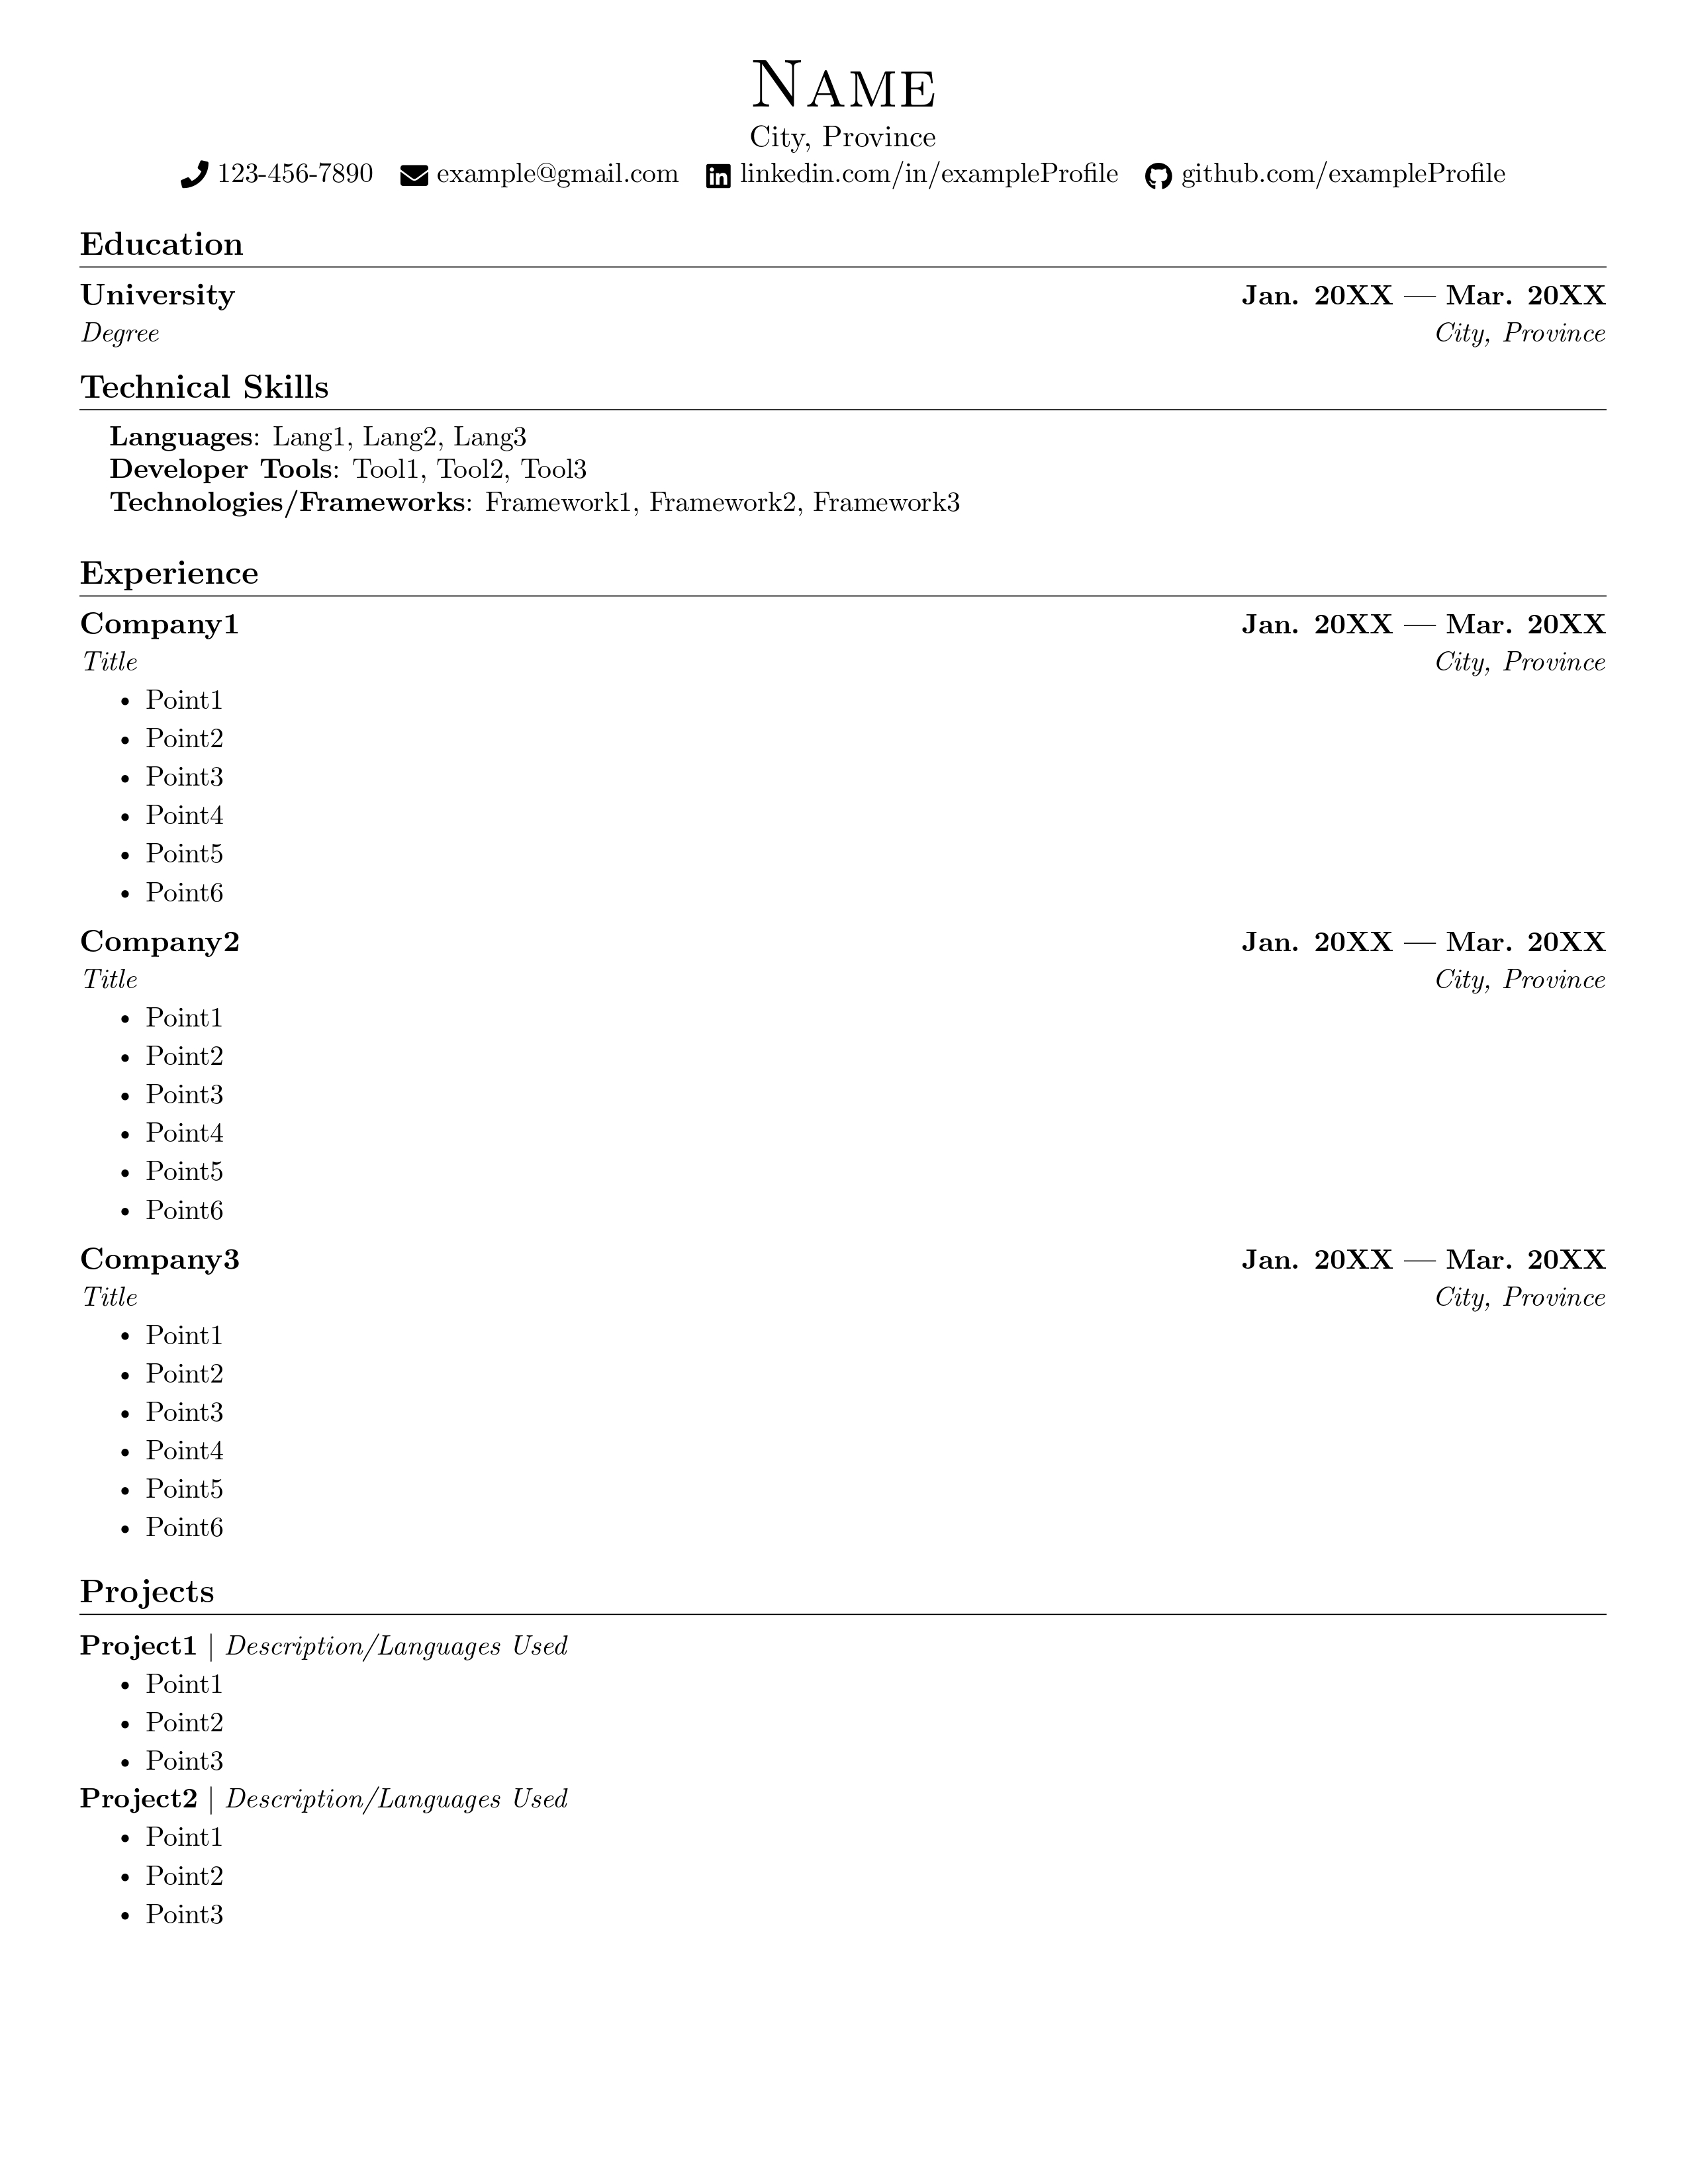 Name
City, Province
123-456-7890 example@gmail.com linkedin.com/in/exampleProfile github.com/exampleProfile
Education
University Jan. 20XX — Mar. 20XX
Degree City, Province
Technical Skills
Languages: Lang1, Lang2, Lang3
Developer Tools: Tool1, Tool2, Tool3
Technologies/Frameworks: Framework1, Framework2, Framework3
Experience
Company1 Jan. 20XX — Mar. 20XX
Title City, Province
• Point1
• Point2
• Point3
• Point4
• Point5
• Point6
Company2 Jan. 20XX — Mar. 20XX
Title City, Province
• Point1
• Point2
• Point3
• Point4
• Point5
• Point6
Company3 Jan. 20XX — Mar. 20XX
Title City, Province
• Point1
• Point2
• Point3
• Point4
• Point5
• Point6
Projects
Project1 | Description/Languages Used
• Point1
• Point2
• Point3
Project2 | Description/Languages Used
• Point1
• Point2
• Point3